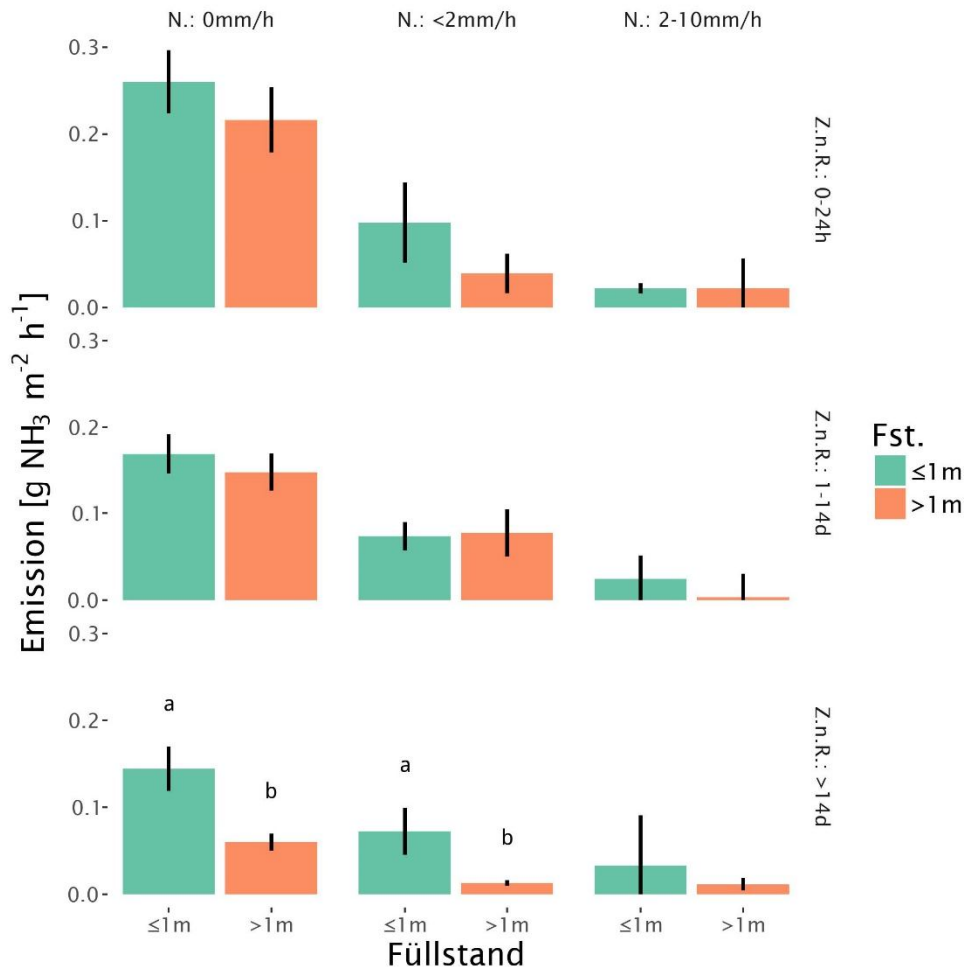 N.: 0mm/h N.: <2mm/h N.: 2-10mm/h
0.3-
0.2-
0.1-
0.0-
Z.n.R.: 0-24h
0.3-
0.2-
0.1-
0.0-
Z.n.R.: 1-14d
0.3-
0.2-
0.1-
0.0-
Z.n.R.: >14d
a
b
a
b
Emission [g NH₃ m⁻² h⁻¹]
≤1m >1m ≤1m >1m ≤1m >1m
Füllstand
Fst.
≤1m
>1m